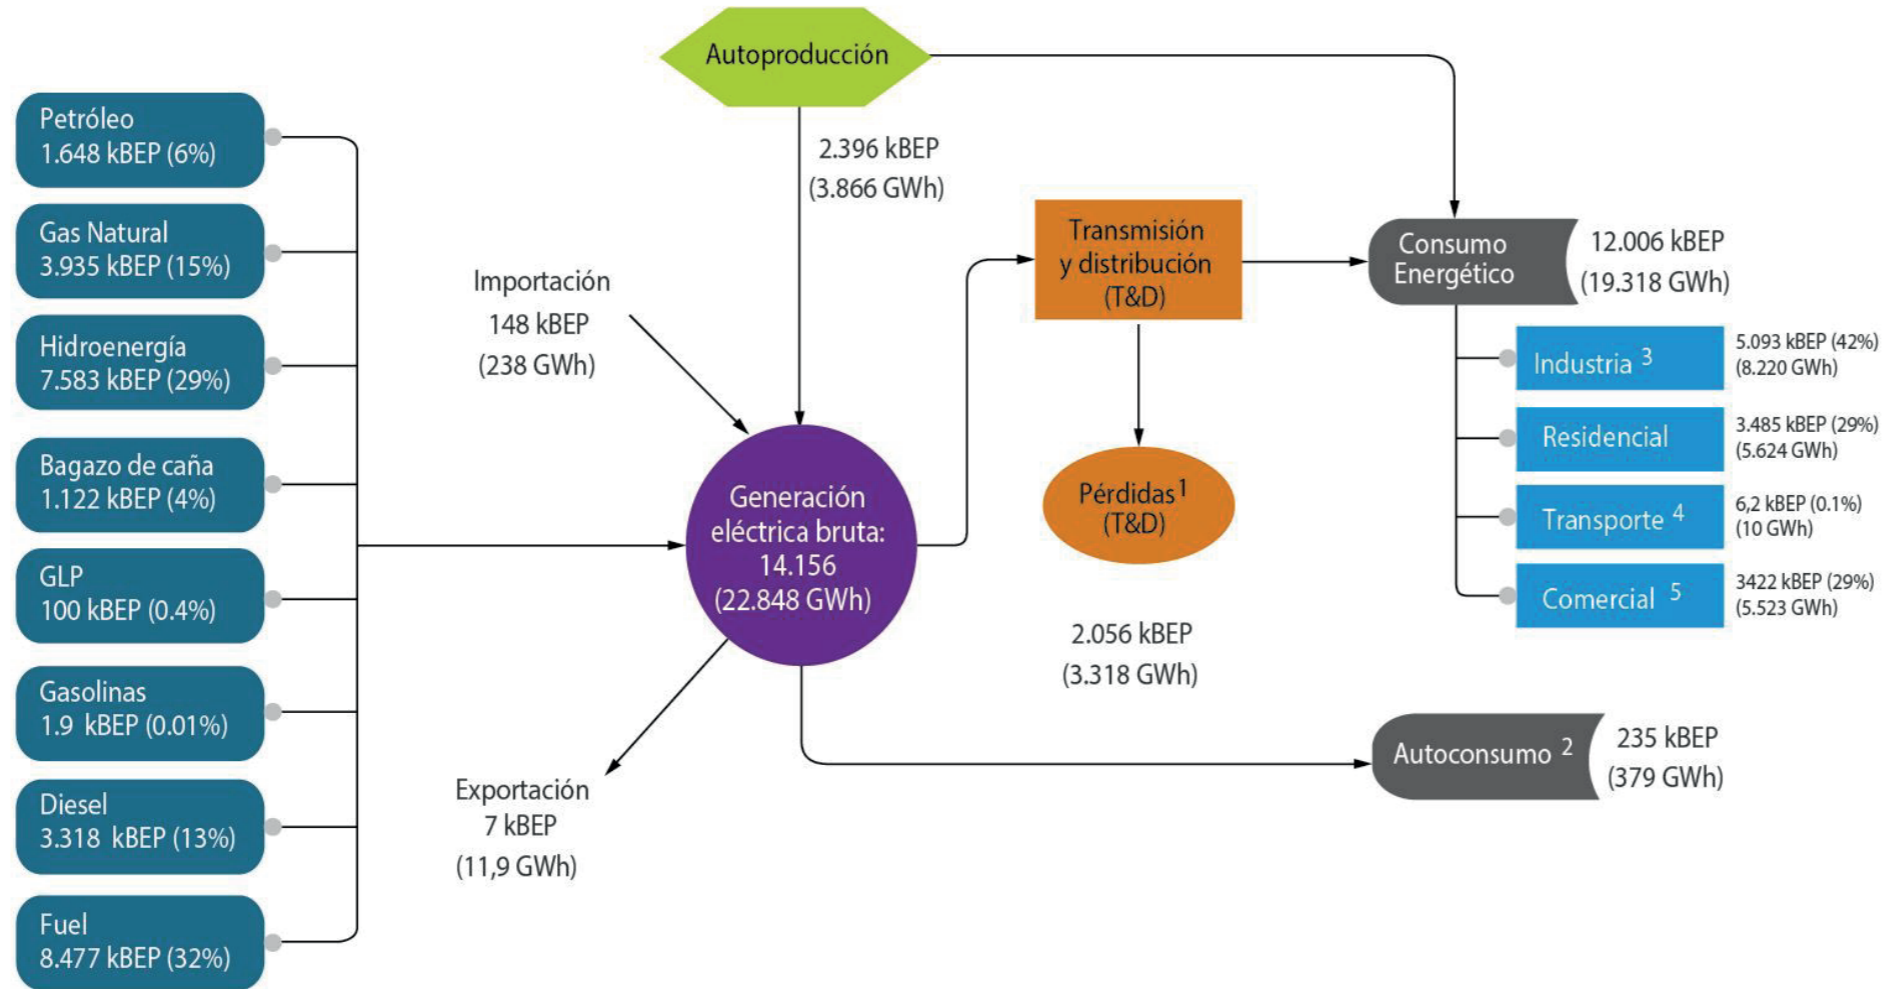 Autoproducción
2.396 kBEP
(3.866 GWh)
Petróleo
1.648 kBEP (6%)
Gas Natural
3.935 kBEP (15%)
Hidroenergía
7.583 kBEP (29%)
Bagazo de caña
1.122 kBEP (4%)
GLP
100 kBEP (0.4%)
Gasolinas
1.9 kBEP (0.01%)
Diesel
3.318 kBEP (13%)
Fuel
8.477 kBEP (32%)
Importación
148 kBEP
(238 GWh)
Generación
eléctrica bruta:
14.156
(22.848 GWh)
Exportación
7 kBEP
(11,9 GWh)
Transmisión
y distribución
(T&D)
Pérdidas1
(T&D)
2.056 kBEP
(3.318 GWh)
Consumo
Energético
12.006 kBEP
(19.318 GWh)
Industria 3
5.093 kBEP (42%)
(8.220 GWh)
Residencial
3.485 kBEP (29%)
(5.624 GWh)
Transporte 4
6,2 kBEP (0.1%)
(10 GWh)
Comercial 5
3422 kBEP (29%)
(5.523 GWh)
Autoconsumo 2
235 kBEP
(379 GWh)